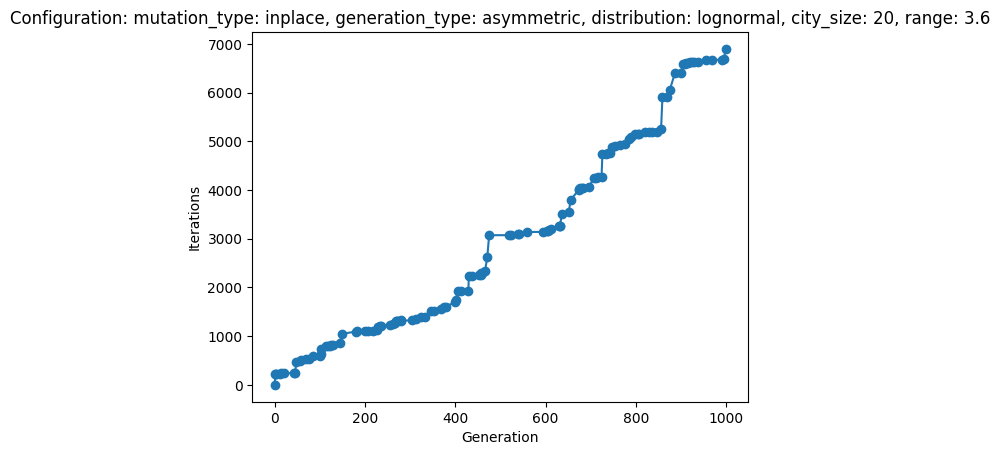 Configuration: mutation_type: inplace, generation_type: asymmetric, distribution: lognormal, city_size: 20, range: 3.6
7000
6000
5000
4000
3000
2000
1000
0
Iterations
0 200 400 600 800 1000
Generation